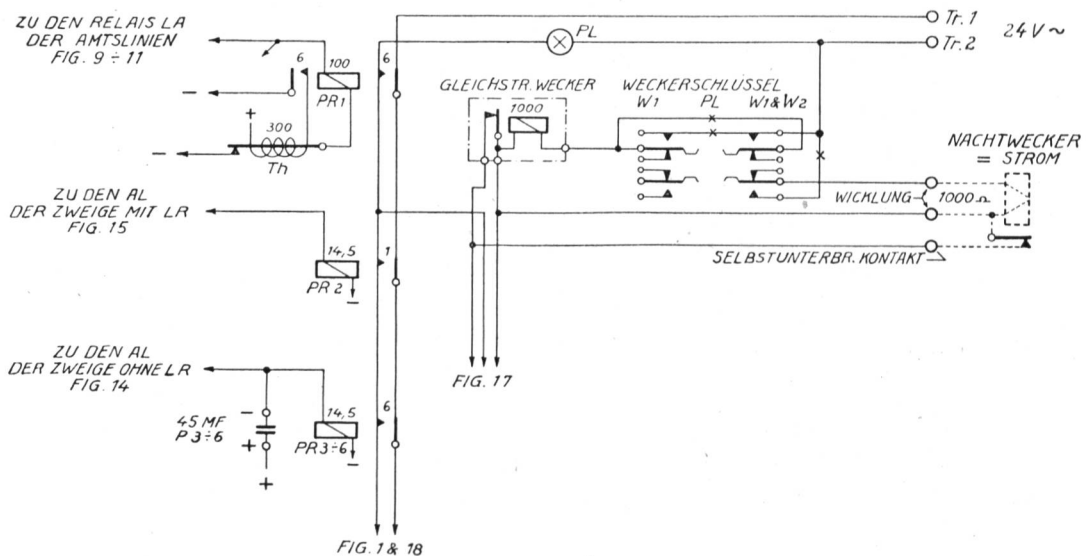 ZU DEN RELAIS LA
DER AMTSLINIEN
FIG. 9 ÷ 11
6
100
PR 1
–
+
300
–
Th
6
PL
Tr. 1
24 V ~
Tr. 2
GLEICHSTR. WECKER
1000
WECKERSCHLÜSSEL
W1 PL W1 & W2
NACHTWECKER
= STROM
WICKLUNG 1000 Ω
SELBSTUNTERBR. KONTAKT
ZU DEN AL
DER ZWEIGE MIT LR
FIG. 15
14,5
PR 2
–
1
FIG. 17
ZU DEN AL
DER ZWEIGE OHNE LR
FIG. 14
–
45 MF
P 3 ÷ 6
+
+
14,5
PR 3 ÷ 6
–
6
FIG. 1 & 18